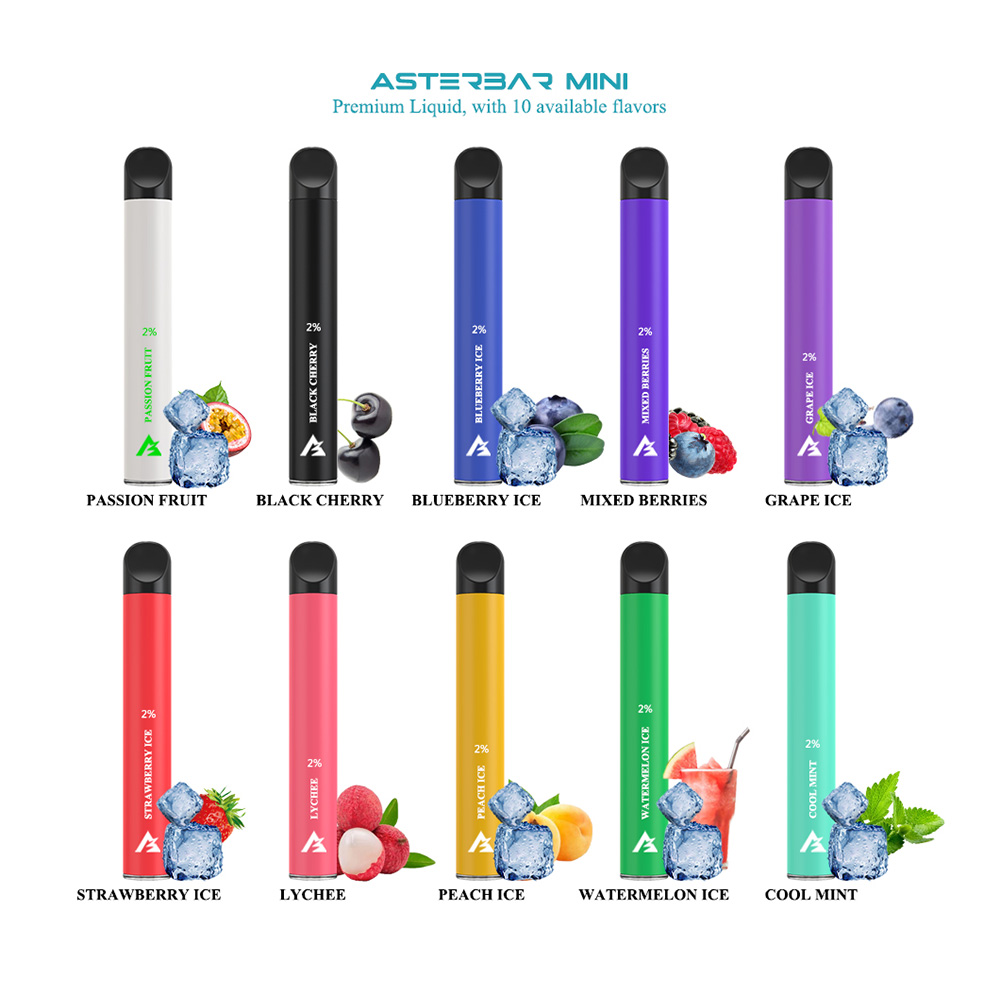 ASTERBAR MINI
Premium Liquid, with 10 available flavors
2%
PASSION FRUIT
2%
BLACK CHERRY
2%
BLUEBERRY ICE
2%
MIXED BERRIES
2%
GRAPE ICE
PASSION FRUIT
BLACK CHERRY
BLUEBERRY ICE
MIXED BERRIES
GRAPE ICE
2%
STRAWBERRY ICE
2%
LYCHEE
2%
PEACH ICE
2%
WATERMELON ICE
2%
COOL MINT
STRAWBERRY ICE
LYCHEE
PEACH ICE
WATERMELON ICE
COOL MINT